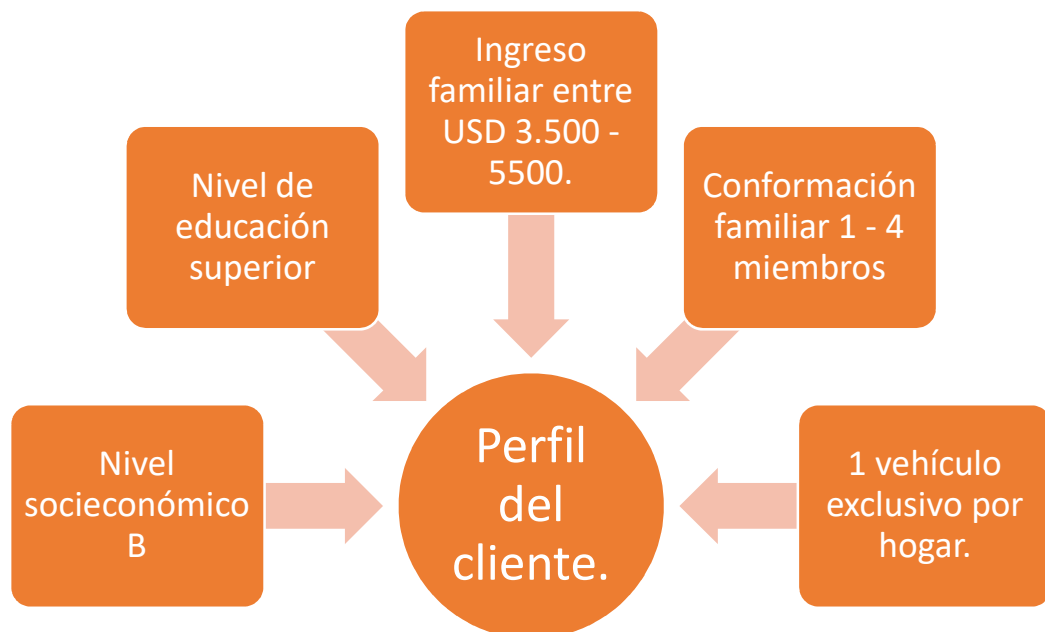 Ingreso
familiar entre
USD 3.500 -
5500.
Nivel de
educación
superior
Conformación
familiar 1 - 4
miembros
Nivel
socieconómico
B
Perfil
del
cliente.
1 vehículo
exclusivo por
hogar.